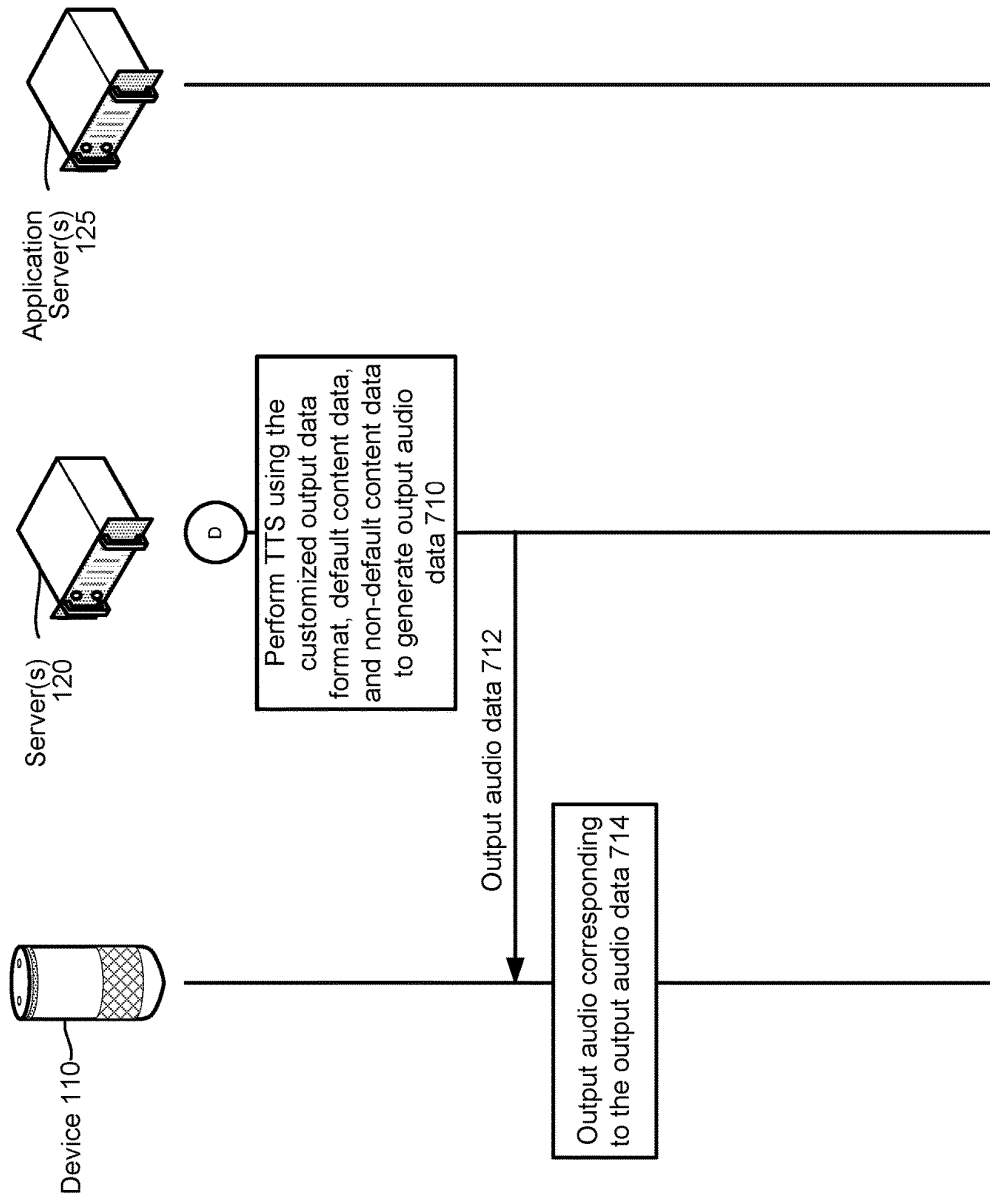 Device 110
Server(s)
120
Application
Server(s)
125
D
Perform TTS using the
customized output data
format, default content data,
and non-default content data
to generate output audio
data 710
Output audio data 712
Output audio corresponding
to the output audio data 714